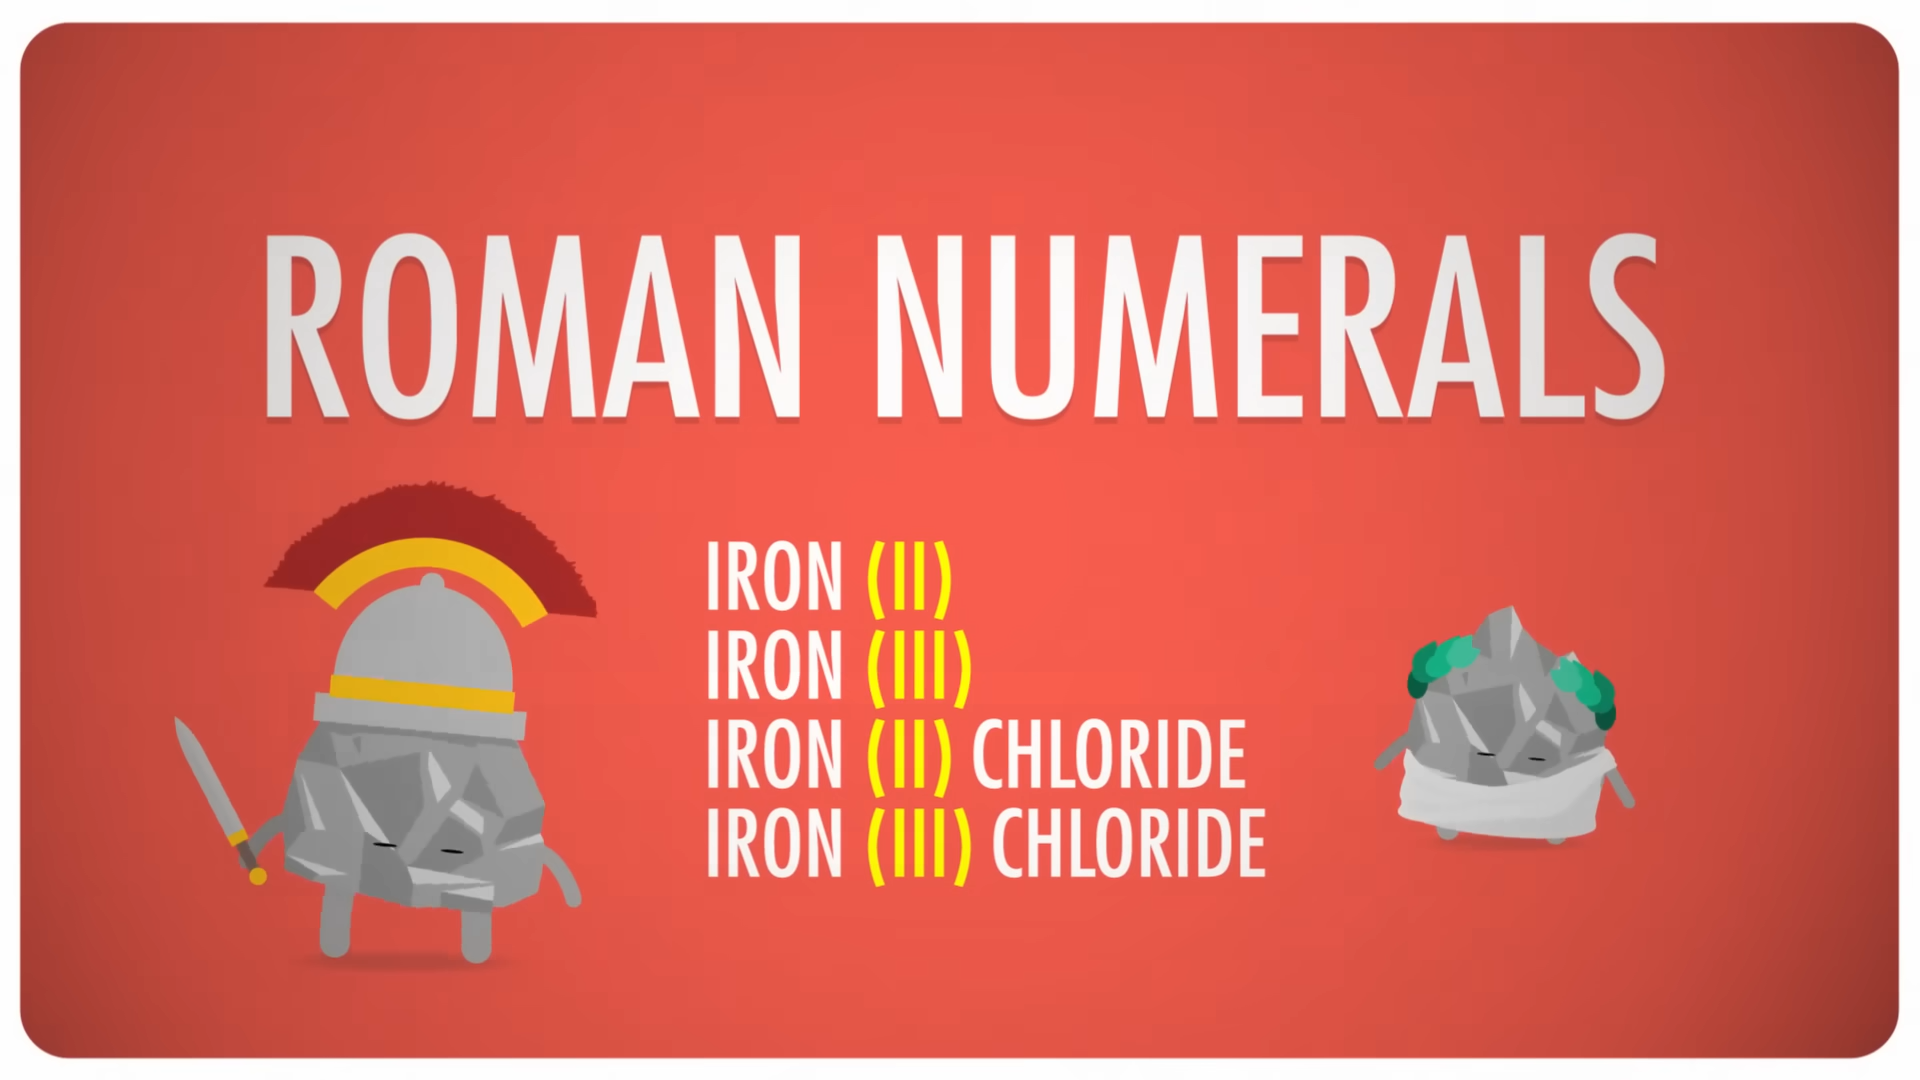 ROMAN NUMERALS
IRON (II)
IRON (III)
IRON (II) CHLORIDE
IRON (III) CHLORIDE